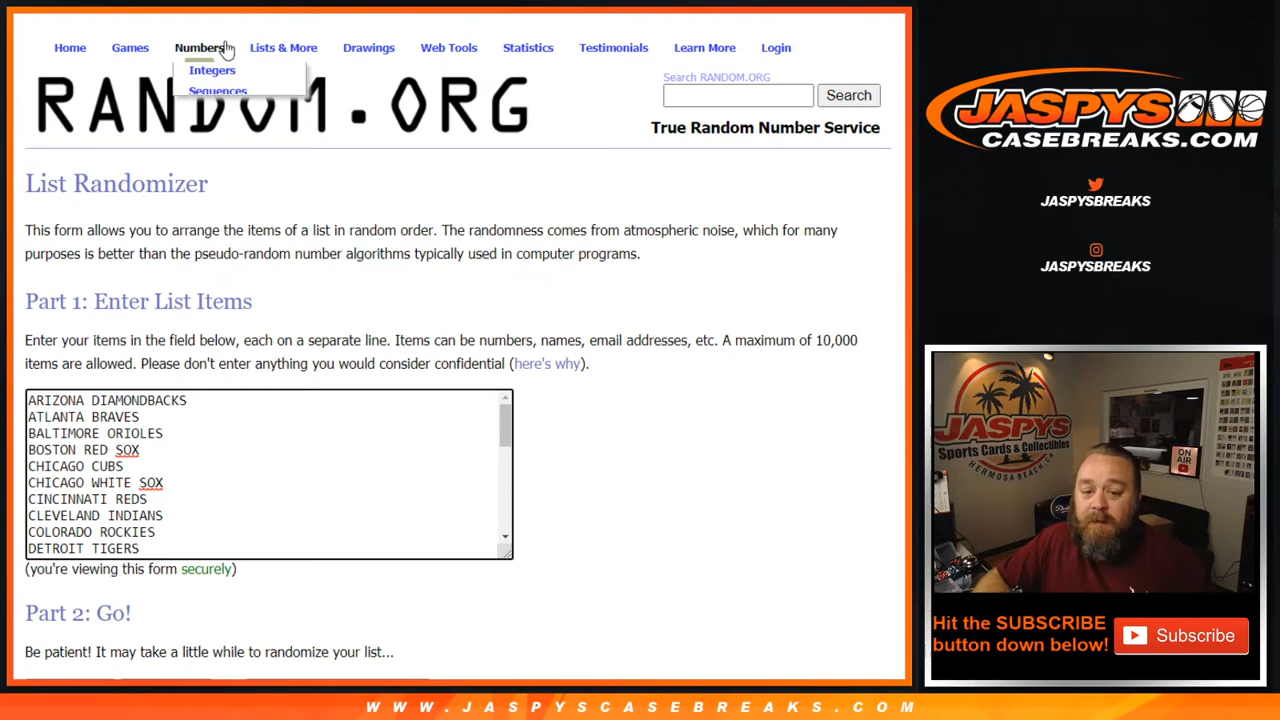 Home Games Numbers Lists & More Drawings Web Tools Statistics Testimonials Learn More Login
Integers
Sequences
RANDOM.ORG
Search RANDOM.ORG
Search
True Random Number Service
List Randomizer
This form allows you to arrange the items of a list in random order. The randomness comes from atmospheric noise, which for many
purposes is better than the pseudo-random number algorithms typically used in computer programs.
Part 1: Enter List Items
Enter your items in the field below, each on a separate line. Items can be numbers, names, email addresses, etc. A maximum of 10,000
items are allowed. Please don't enter anything you would consider confidential (here's why).
ARIZONA DIAMONDBACKS
ATLANTA BRAVES
BALTIMORE ORIOLES
BOSTON RED SOX
CHICAGO CUBS
CHICAGO WHITE SOX
CINCINNATI REDS
CLEVELAND INDIANS
COLORADO ROCKIES
DETROIT TIGERS
(you're viewing this form securely)
Part 2: Go!
Be patient! It may take a little while to randomize your list...
JASPYS
CASEBREAKS.COM
JASPYSBREAKS
JASPYSBREAKS
JASPYS
Sports Cards & Collectibles
HERMOSA BEACH, CA
ON
AIR
Hit the SUBSCRIBE
button down below!
Subscribe
WWW.JASPYSCASEBREAKS.COM